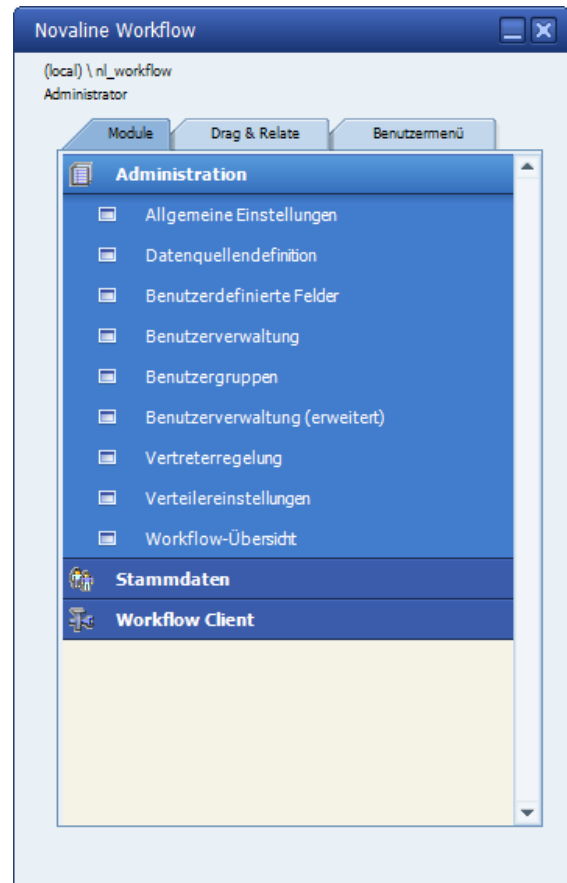 Novaline Workflow
(local) \ nl_workflow
Administrator
Module Drag & Relate Benutzermenü
Administration
Allgemeine Einstellungen
Datenquellendefinition
Benutzerdefinierte Felder
Benutzerverwaltung
Benutzergruppen
Benutzerverwaltung (erweitert)
Vertreterregelung
Verteilereinstellungen
Workflow-Übersicht
Stammdaten
Workflow Client